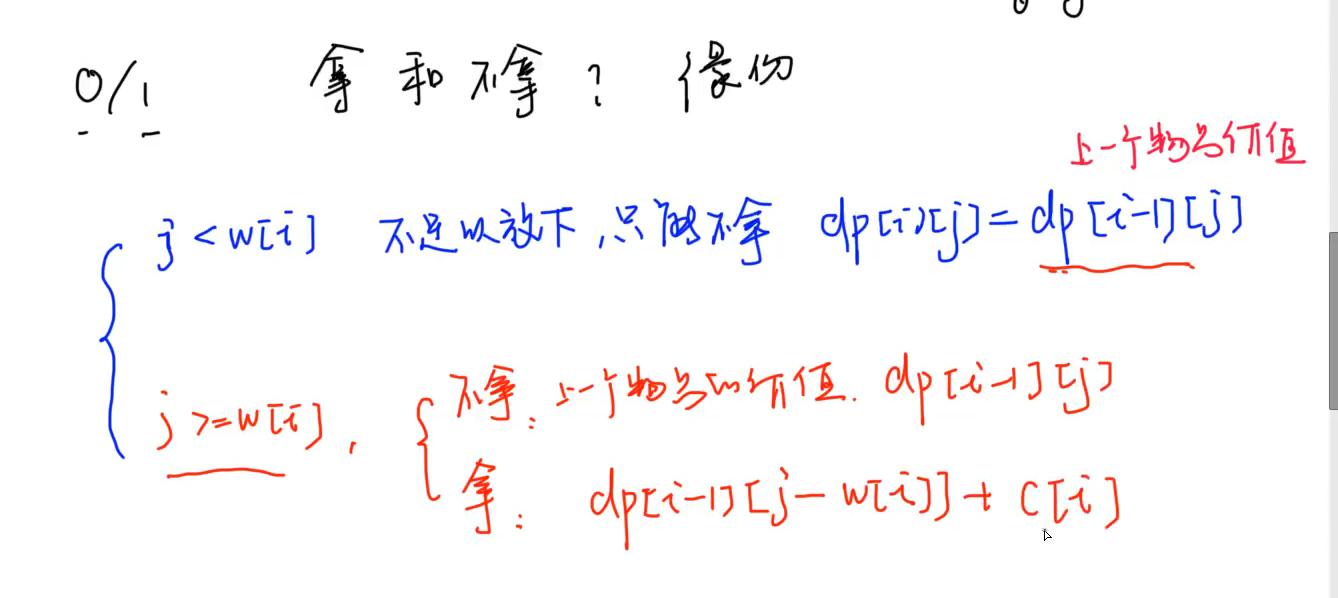 0/1 拿和不拿? 缘份
上一个物品价值
j < w[i] 不足以放下,只能不拿 dp[i][j] = dp[i-1][j]
j >= w[i], 不拿: 上一个物品的价值. dp[i-1][j]
拿: dp[i-1][j - w[i]] + c[i]